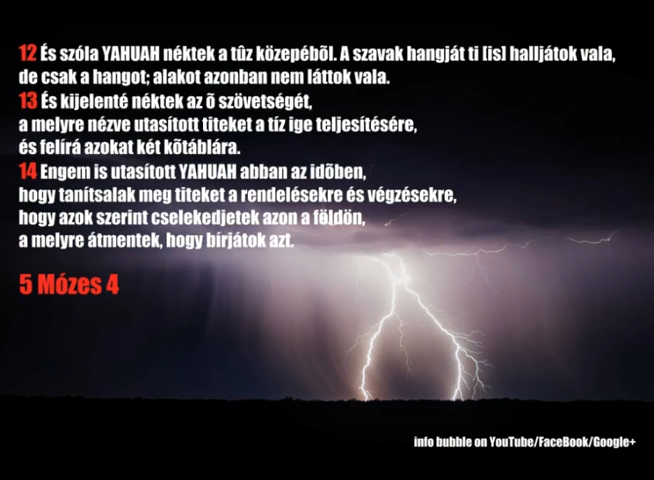 12 És szóla YAHUAH néktek a tûz közepébõl. A szavak hangját ti [is] halljátok vala,
de csak a hangot; alakot azonban nem láttok vala.
13 És kijelenté néktek az õ szövetségét,
a melyre nézve utasított titeket a tíz ige teljesítésére,
és felírá azokat két kõtáblára.
14 Engem is utasított YAHUAH abban az idõben,
hogy tanítsalak meg titeket a rendelésekre és végzésekre,
hogy azok szerint cselekedjetek azon a földön,
a melyre átmentek, hogy bírjátok azt.
5 Mózes 4
info bubble on YouTube/FaceBook/Google+